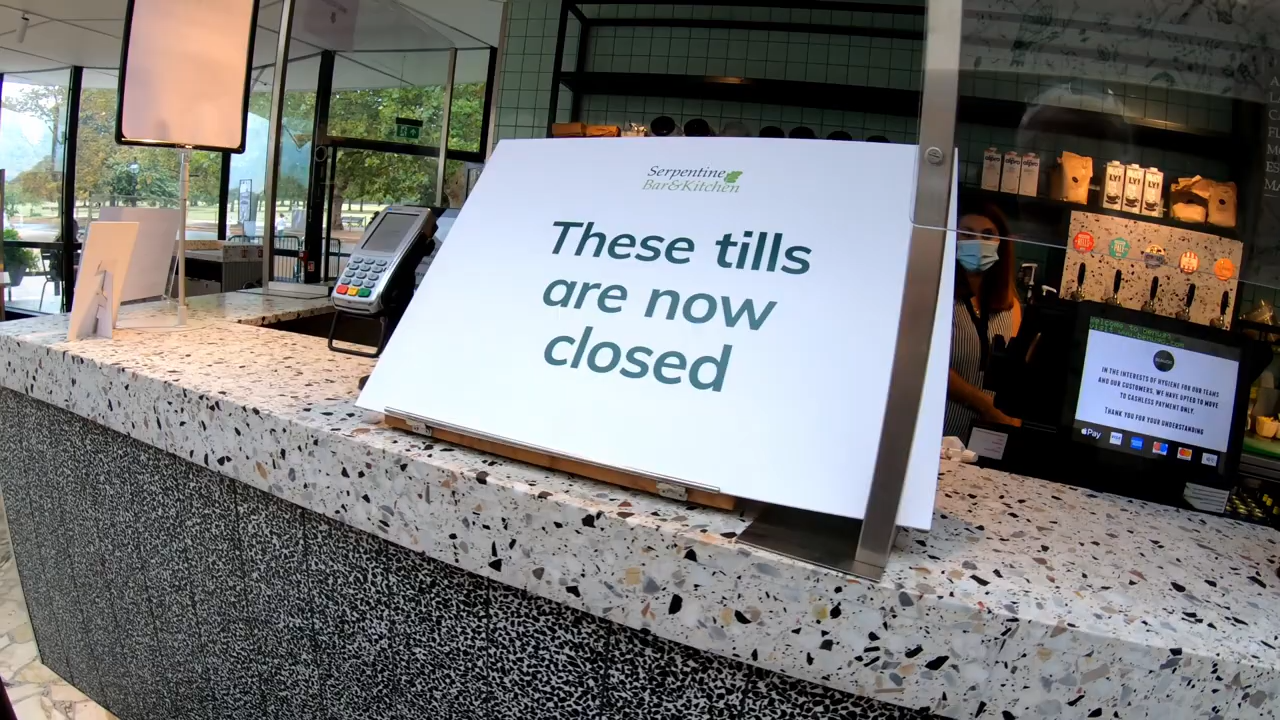 Serpentine
Bar&Kitchen
These tills
are now
closed
IN THE INTERESTS OF HYGIENE FOR OUR TEAMS
AND OUR CUSTOMERS, WE HAVE OPTED TO MOVE
TO CASHLESS PAYMENT ONLY.
THANK YOU FOR YOUR UNDERSTANDING
Pay